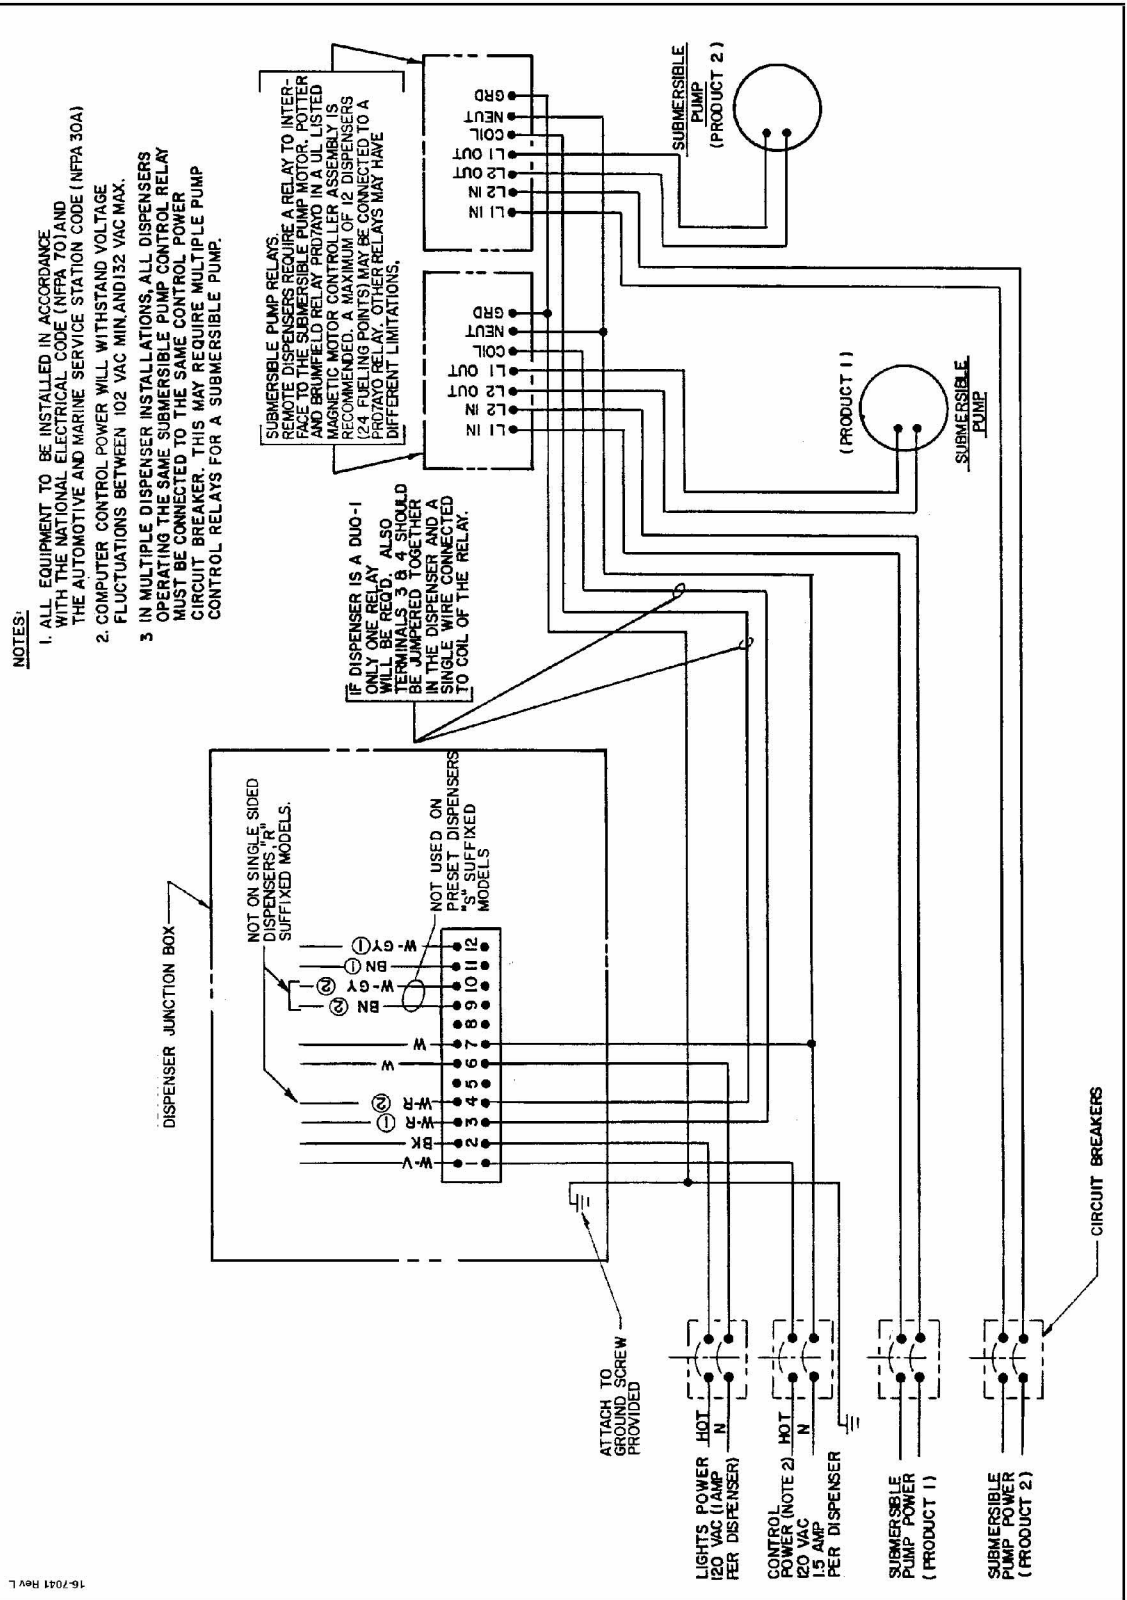 NOTES:
1. ALL EQUIPMENT TO BE INSTALLED IN ACCORDANCE
WITH THE NATIONAL ELECTRICAL CODE (NFPA 70) AND
THE AUTOMOTIVE AND MARINE SERVICE STATION CODE (NFPA 30A)
2. COMPUTER CONTROL POWER WILL WITHSTAND VOLTAGE
FLUCTUATIONS BETWEEN 102 VAC MIN. AND 132 VAC MAX.
3 IN MULTIPLE DISPENSER INSTALLATIONS, ALL DISPENSERS
OPERATING THE SAME SUBMERSIBLE PUMP CONTROL RELAY
MUST BE CONNECTED TO THE SAME CONTROL POWER
CIRCUIT BREAKER. THIS MAY REQUIRE MULTIPLE PUMP
CONTROL RELAYS FOR A SUBMERSIBLE PUMP.
SUBMERSIBLE PUMP RELAYS.
REMOTE DISPENSERS REQUIRE A RELAY TO INTER-
FACE TO THE SUBMERSIBLE PUMP MOTOR. POTTER
AND BRUMFIELD RELAY PRD7AYO IN A UL LISTED
MAGNETIC MOTOR CONTROLLER ASSEMBLY IS
RECOMMENDED. A MAXIMUM OF 12 DISPENSERS
(24 FUELING POINTS) MAY BE CONNECTED TO A
PRD7AYO RELAY. OTHER RELAYS MAY HAVE
DIFFERENT LIMITATIONS.
GRD
NEUT
COIL
L1 OUT
L2 OUT
L2 IN
L1 IN
SUBMERSIBLE
PUMP
(PRODUCT 2)
GRD
NEUT
COIL
L1 OUT
L2 OUT
L2 IN
L1 IN
(PRODUCT 1)
SUBMERSIBLE
PUMP
IF DISPENSER IS A DUO-1
ONLY ONE RELAY
WILL BE REQ'D. ALSO
TERMINALS 3 & 4 SHOULD
BE JUMPERED TOGETHER
IN THE DISPENSER AND A
SINGLE WIRE CONNECTED
TO COIL OF THE RELAY.
DISPENSER JUNCTION BOX
NOT ON SINGLE SIDED
DISPENSERS, "R"
SUFFIXED MODELS.
NOT USED ON
PRESET DISPENSERS
"S" SUFFIXED
MODELS
W-GY 1 12
BN 1 11
W-GY 2 10
BN 2 9
8
W 7
W 6
5
W-R 2 4
W-R 1 3
BK 2
W-V 1
ATTACH TO
GROUND SCREW
PROVIDED
CIRCUIT BREAKERS
LIGHTS POWER HOT
120 VAC (1 AMP N
PER DISPENSER)
CONTROL
POWER (NOTE 2) HOT
120 VAC N
1.5 AMP
PER DISPENSER
SUBMERSIBLE
PUMP POWER
(PRODUCT 1)
SUBMERSIBLE
PUMP POWER
(PRODUCT 2)
16-7041 Rev L